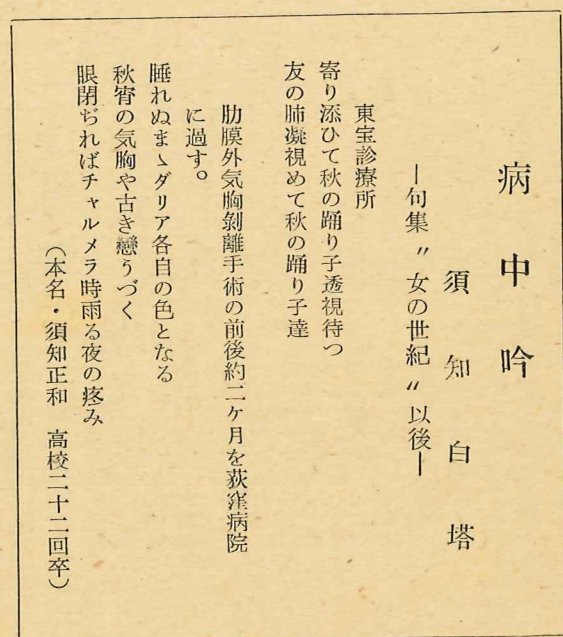 病中吟
須知白塔
―句集〃女の世紀〃以後―
東宝診療所
寄り添ひて秋の踊り子透視待つ
友の肺凝視めて秋の踊り子達
肋膜外気胸剝離手術の前後約二ケ月を荻窪病院
に過す。
睡れぬまゝダリア各自の色となる
秋宵の気胸や古き戀うづく
眼閉ぢればチャルメラ時雨る夜の疼み
（本名・須知正和　高校二十二回卒）